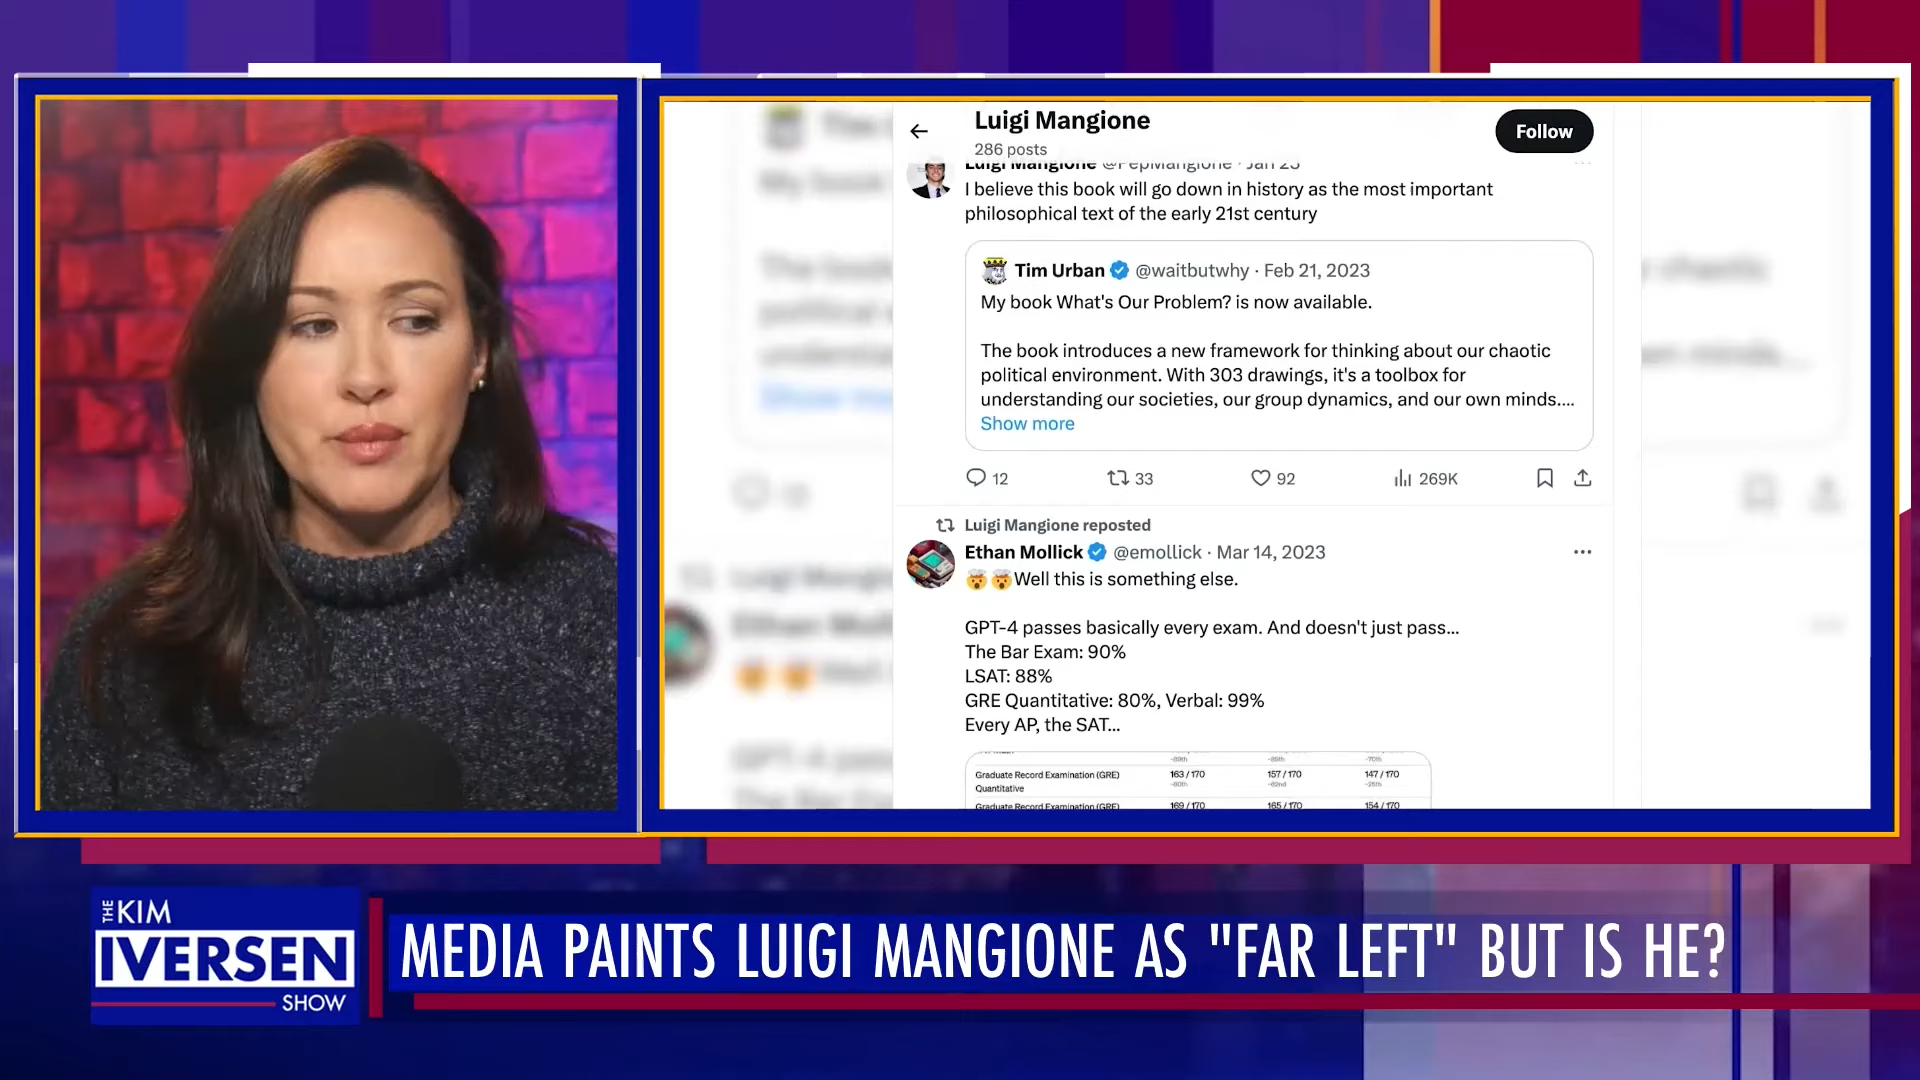 Luigi Mangione
286 posts
Follow
Luigi Mangione @PepMangione · Jan 23
I believe this book will go down in history as the most important
philosophical text of the early 21st century
Tim Urban @waitbutwhy · Feb 21, 2023
My book What's Our Problem? is now available.
The book introduces a new framework for thinking about our chaotic
political environment. With 303 drawings, it's a toolbox for
understanding our societies, our group dynamics, and our own minds....
Show more
12 33 92 269K
Luigi Mangione reposted
Ethan Mollick @emollick · Mar 14, 2023
🤯🤯Well this is something else.
GPT-4 passes basically every exam. And doesn't just pass...
The Bar Exam: 90%
LSAT: 88%
GRE Quantitative: 80%, Verbal: 99%
Every AP, the SAT...
Graduate Record Examination (GRE) 163 / 170 157 / 170 147 / 170
Quantitative
Graduate Record Examination (GRE) 169 / 170 165 / 170 154 / 170
THE KIM
IVERSEN
SHOW
MEDIA PAINTS LUIGI MANGIONE AS "FAR LEFT" BUT IS HE?